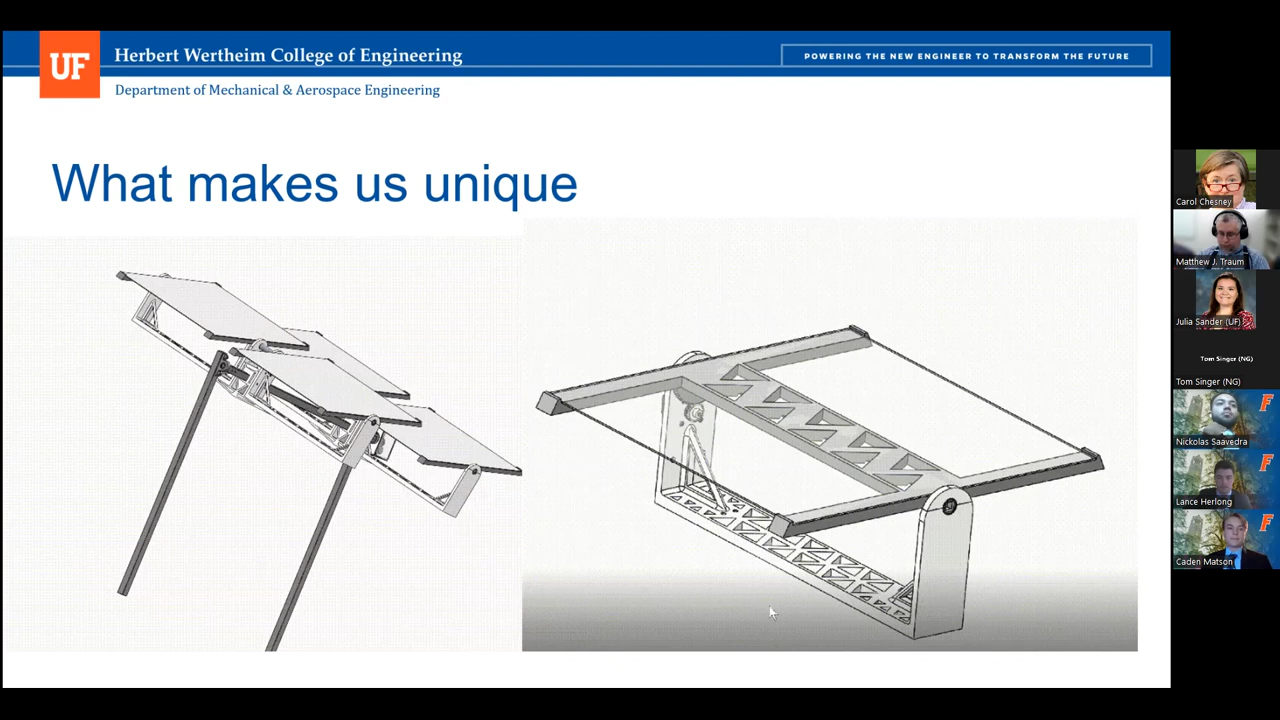 UF
Herbert Wertheim College of Engineering
POWERING THE NEW ENGINEER TO TRANSFORM THE FUTURE
Department of Mechanical & Aerospace Engineering
What makes us unique
Carol Chesney
Matthew J. Traum
Julia Sander (UF)
Tom Singer (NG)
Tom Singer (NG)
F
Nickolas Saavedra
F
Lance Herlong
F
Caden Matson